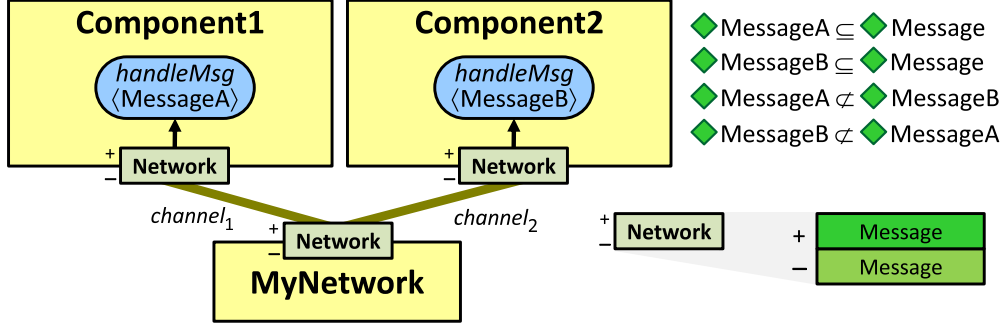 Component1
handleMsg
⟨MessageA⟩
+
Network
−
Component2
handleMsg
⟨MessageB⟩
+
Network
−
channel₁
channel₂
+
Network
−
MyNetwork
MessageA ⊆ Message
MessageB ⊆ Message
MessageA ⊄ MessageB
MessageB ⊄ MessageA
+
Network
−
+ Message
− Message